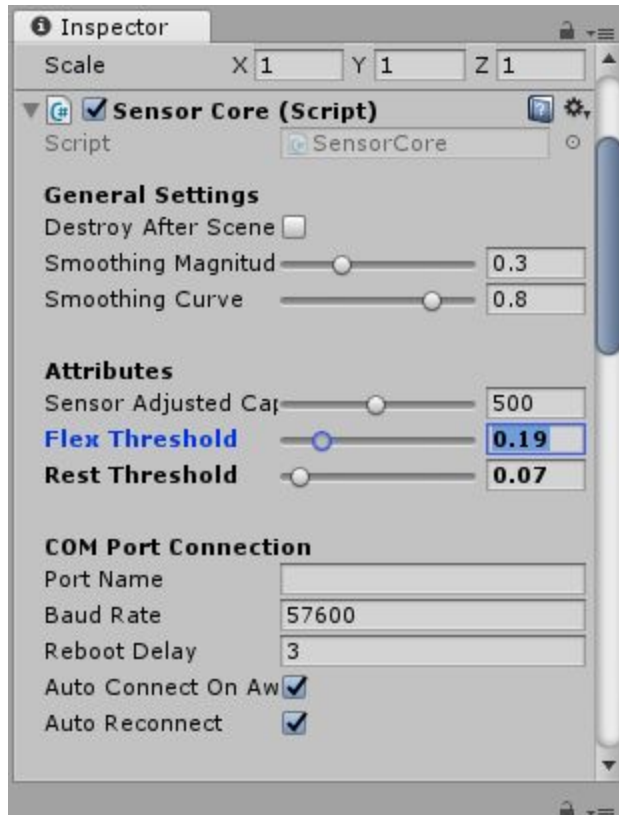 Inspector
Scale X 1 Y 1 Z 1
Sensor Core (Script)
Script SensorCore
General Settings
Destroy After Scene
Smoothing Magnitud 0.3
Smoothing Curve 0.8
Attributes
Sensor Adjusted Cap 500
Flex Threshold 0.19
Rest Threshold 0.07
COM Port Connection
Port Name
Baud Rate 57600
Reboot Delay 3
Auto Connect On Aw
Auto Reconnect